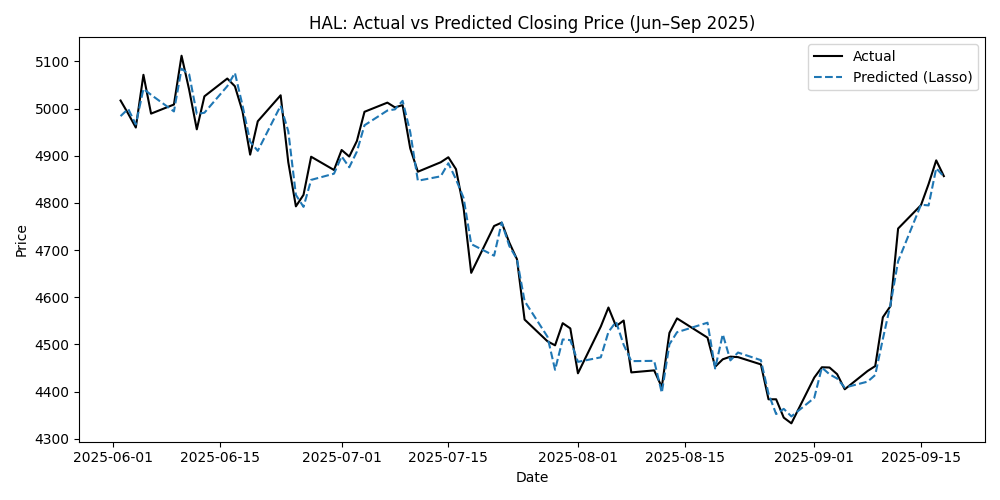 HAL: Actual vs Predicted Closing Price (Jun–Sep 2025)
Actual
Predicted (Lasso)
Price
5100
5000
4900
4800
4700
4600
4500
4400
4300
2025-06-01 2025-06-15 2025-07-01 2025-07-15 2025-08-01 2025-08-15 2025-09-01 2025-09-15
Date